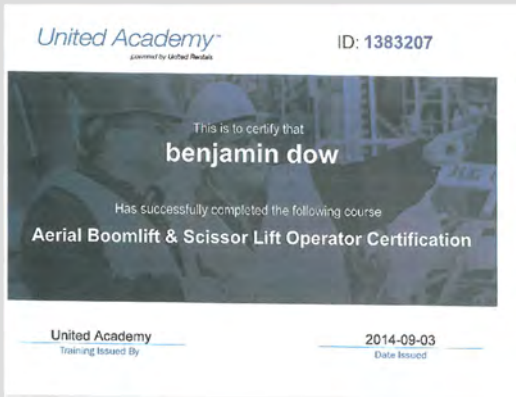 United Academy™
powered by United Rentals
ID: 1383207
This is to certify that
benjamin dow
Has successfully completed the following course
Aerial Boomlift & Scissor Lift Operator Certification
United Academy
Training Issued By
2014-09-03
Date Issued
JLG